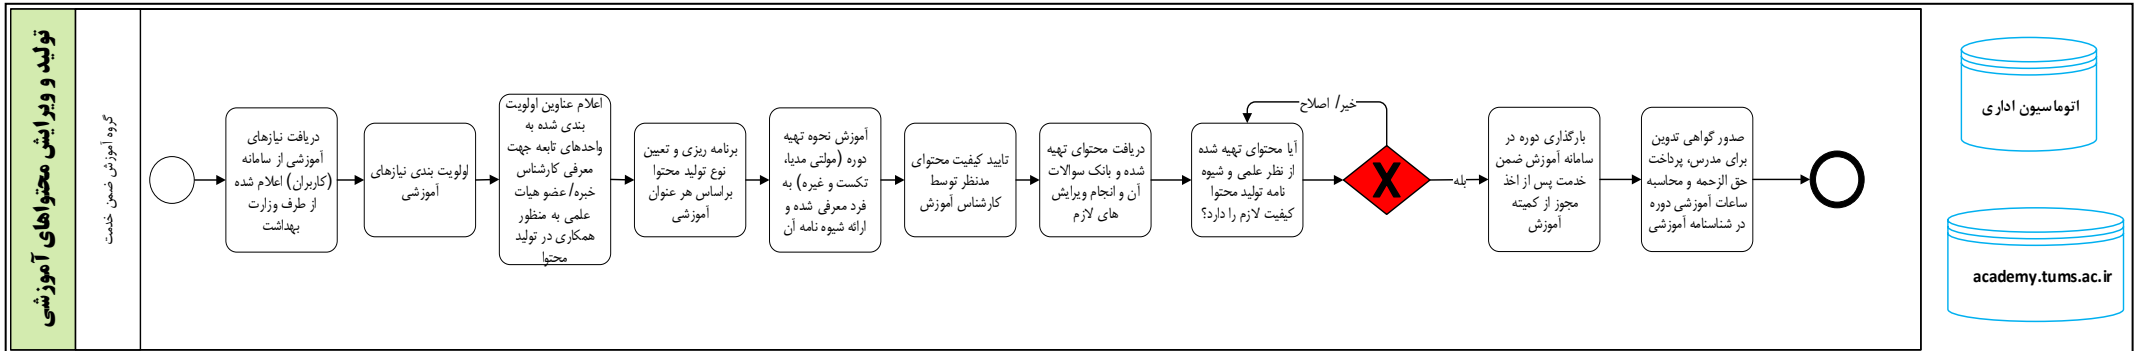 تولید و ویرایش محتواهای آموزشی
گروه آموزش ضمن خدمت
دریافت نیازهای
آموزشی از سامانه
(کاربران) اعلام شده
از طرف وزارت
بهداشت
اولویت بندی نیازهای
آموزشی
اعلام عناوین اولویت
بندی شده به
واحدهای تابعه جهت
معرفی کارشناس
خبره/عضو هیات
علمی به منظور
همکاری در تولید
محتوا
برنامه ریزی و تعیین
نوع تولید محتوا
براساس هر عنوان
آموزشی
آموزش نحوه تهیه
دوره (مولتی مدیا،
تکست و غیره) به
فرد معرفی شده و
ارائه شیوه نامه آن
تایید کیفیت محتوای
مدنظر توسط
کارشناس آموزش
دریافت محتوای تهیه
شده و بانک سوالات
آن و انجام ویرایش
های لازم
آیا محتوای تهیه شده
از نظر علمی و شیوه
نامه تولید محتوا
کیفیت لازم را دارد؟
خیر/ اصلاح
X
بله
بارگذاری دوره در
سامانه آموزش ضمن
خدمت پس از اخذ
مجوز از کمیته
آموزش
صدور گواهی تدوین
برای مدرس، پرداخت
حق الزحمه و محاسبه
ساعات آموزشی دوره
در شناسنامه آموزشی
اتوماسیون اداری
academy.tums.ac.ir